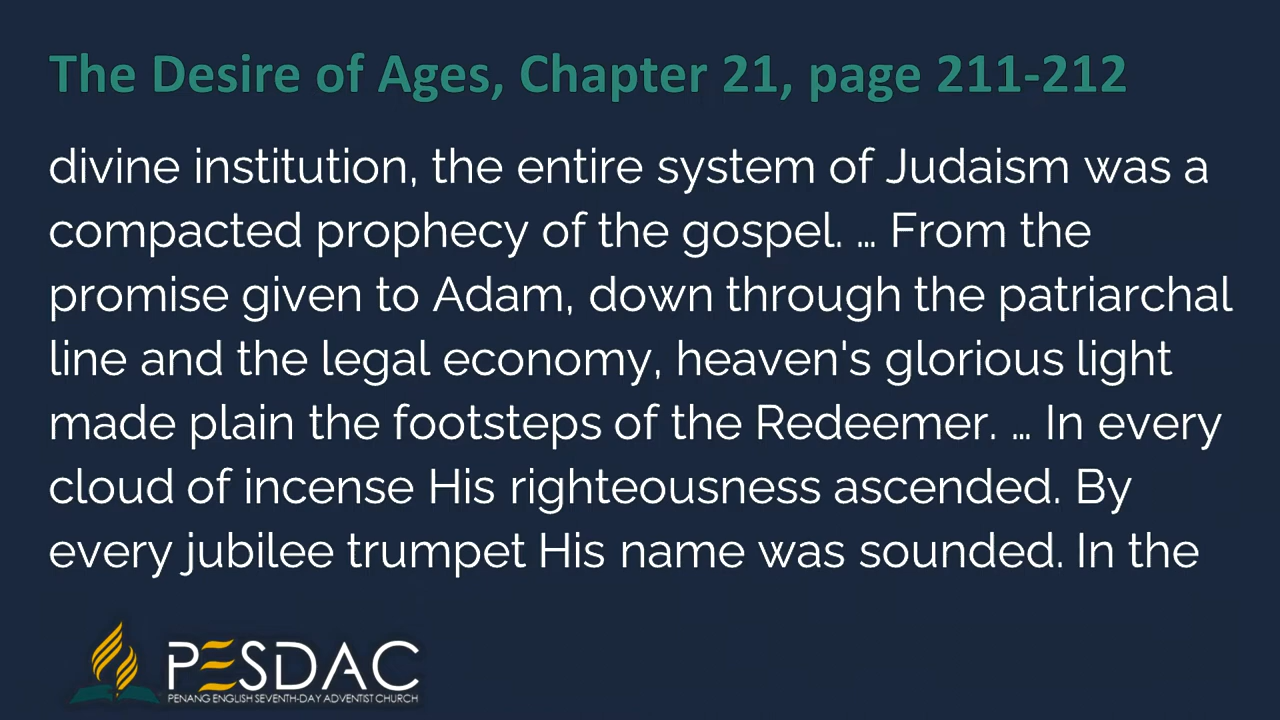 The Desire of Ages, Chapter 21, page 211-212
divine institution, the entire system of Judaism was a
compacted prophecy of the gospel. ... From the
promise given to Adam, down through the patriarchal
line and the legal economy, heaven's glorious light
made plain the footsteps of the Redeemer. ... In every
cloud of incense His righteousness ascended. By
every jubilee trumpet His name was sounded. In the
PESDAC
PENANG ENGLISH SEVENTH-DAY ADVENTIST CHURCH